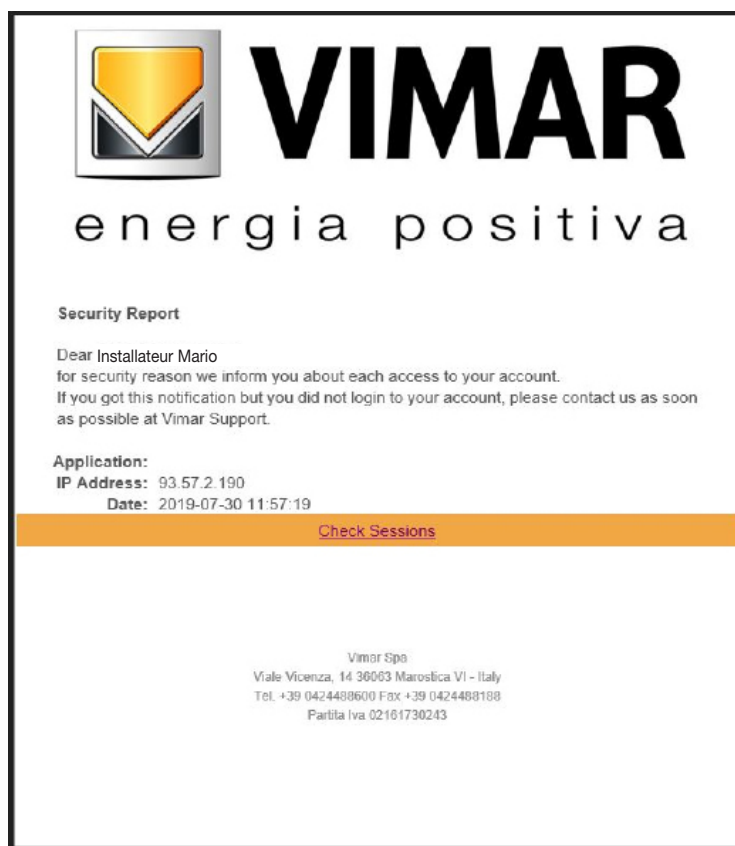 VIMAR
energia positiva
Security Report
Dear Installateur Mario
for security reason we inform you about each access to your account.
If you got this notification but you did not login to your account, please contact us as soon
as possible at Vimar Support.
Application:
IP Address: 93.57.2.190
Date: 2019-07-30 11:57:19
Check Sessions
Vimar Spa
Viale Vicenza, 14 36063 Marostica VI - Italy
Tel. +39 0424488600 Fax +39 0424488188
Partita Iva 02161730243